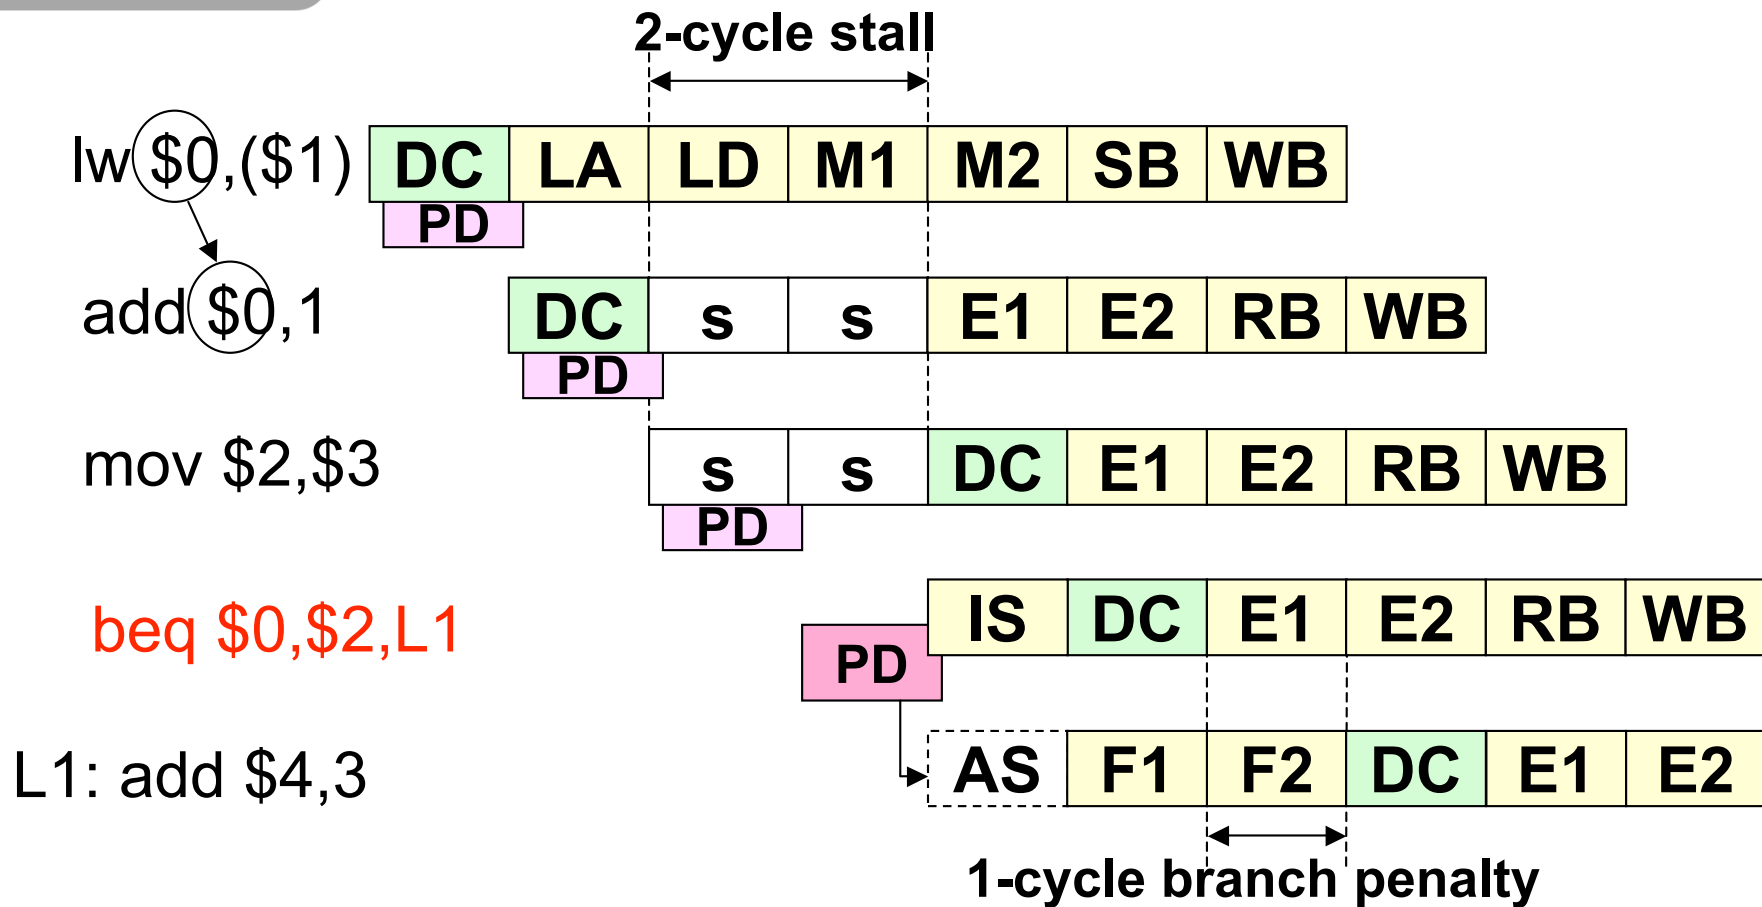 2-cycle stall
lw $0,($1) DC LA LD M1 M2 SB WB
PD
add $0,1 DC s s E1 E2 RB WB
PD
mov $2,$3 s s DC E1 E2 RB WB
PD
beq $0,$2,L1 IS DC E1 E2 RB WB
PD
L1: add $4,3 AS F1 F2 DC E1 E2
1-cycle branch penalty